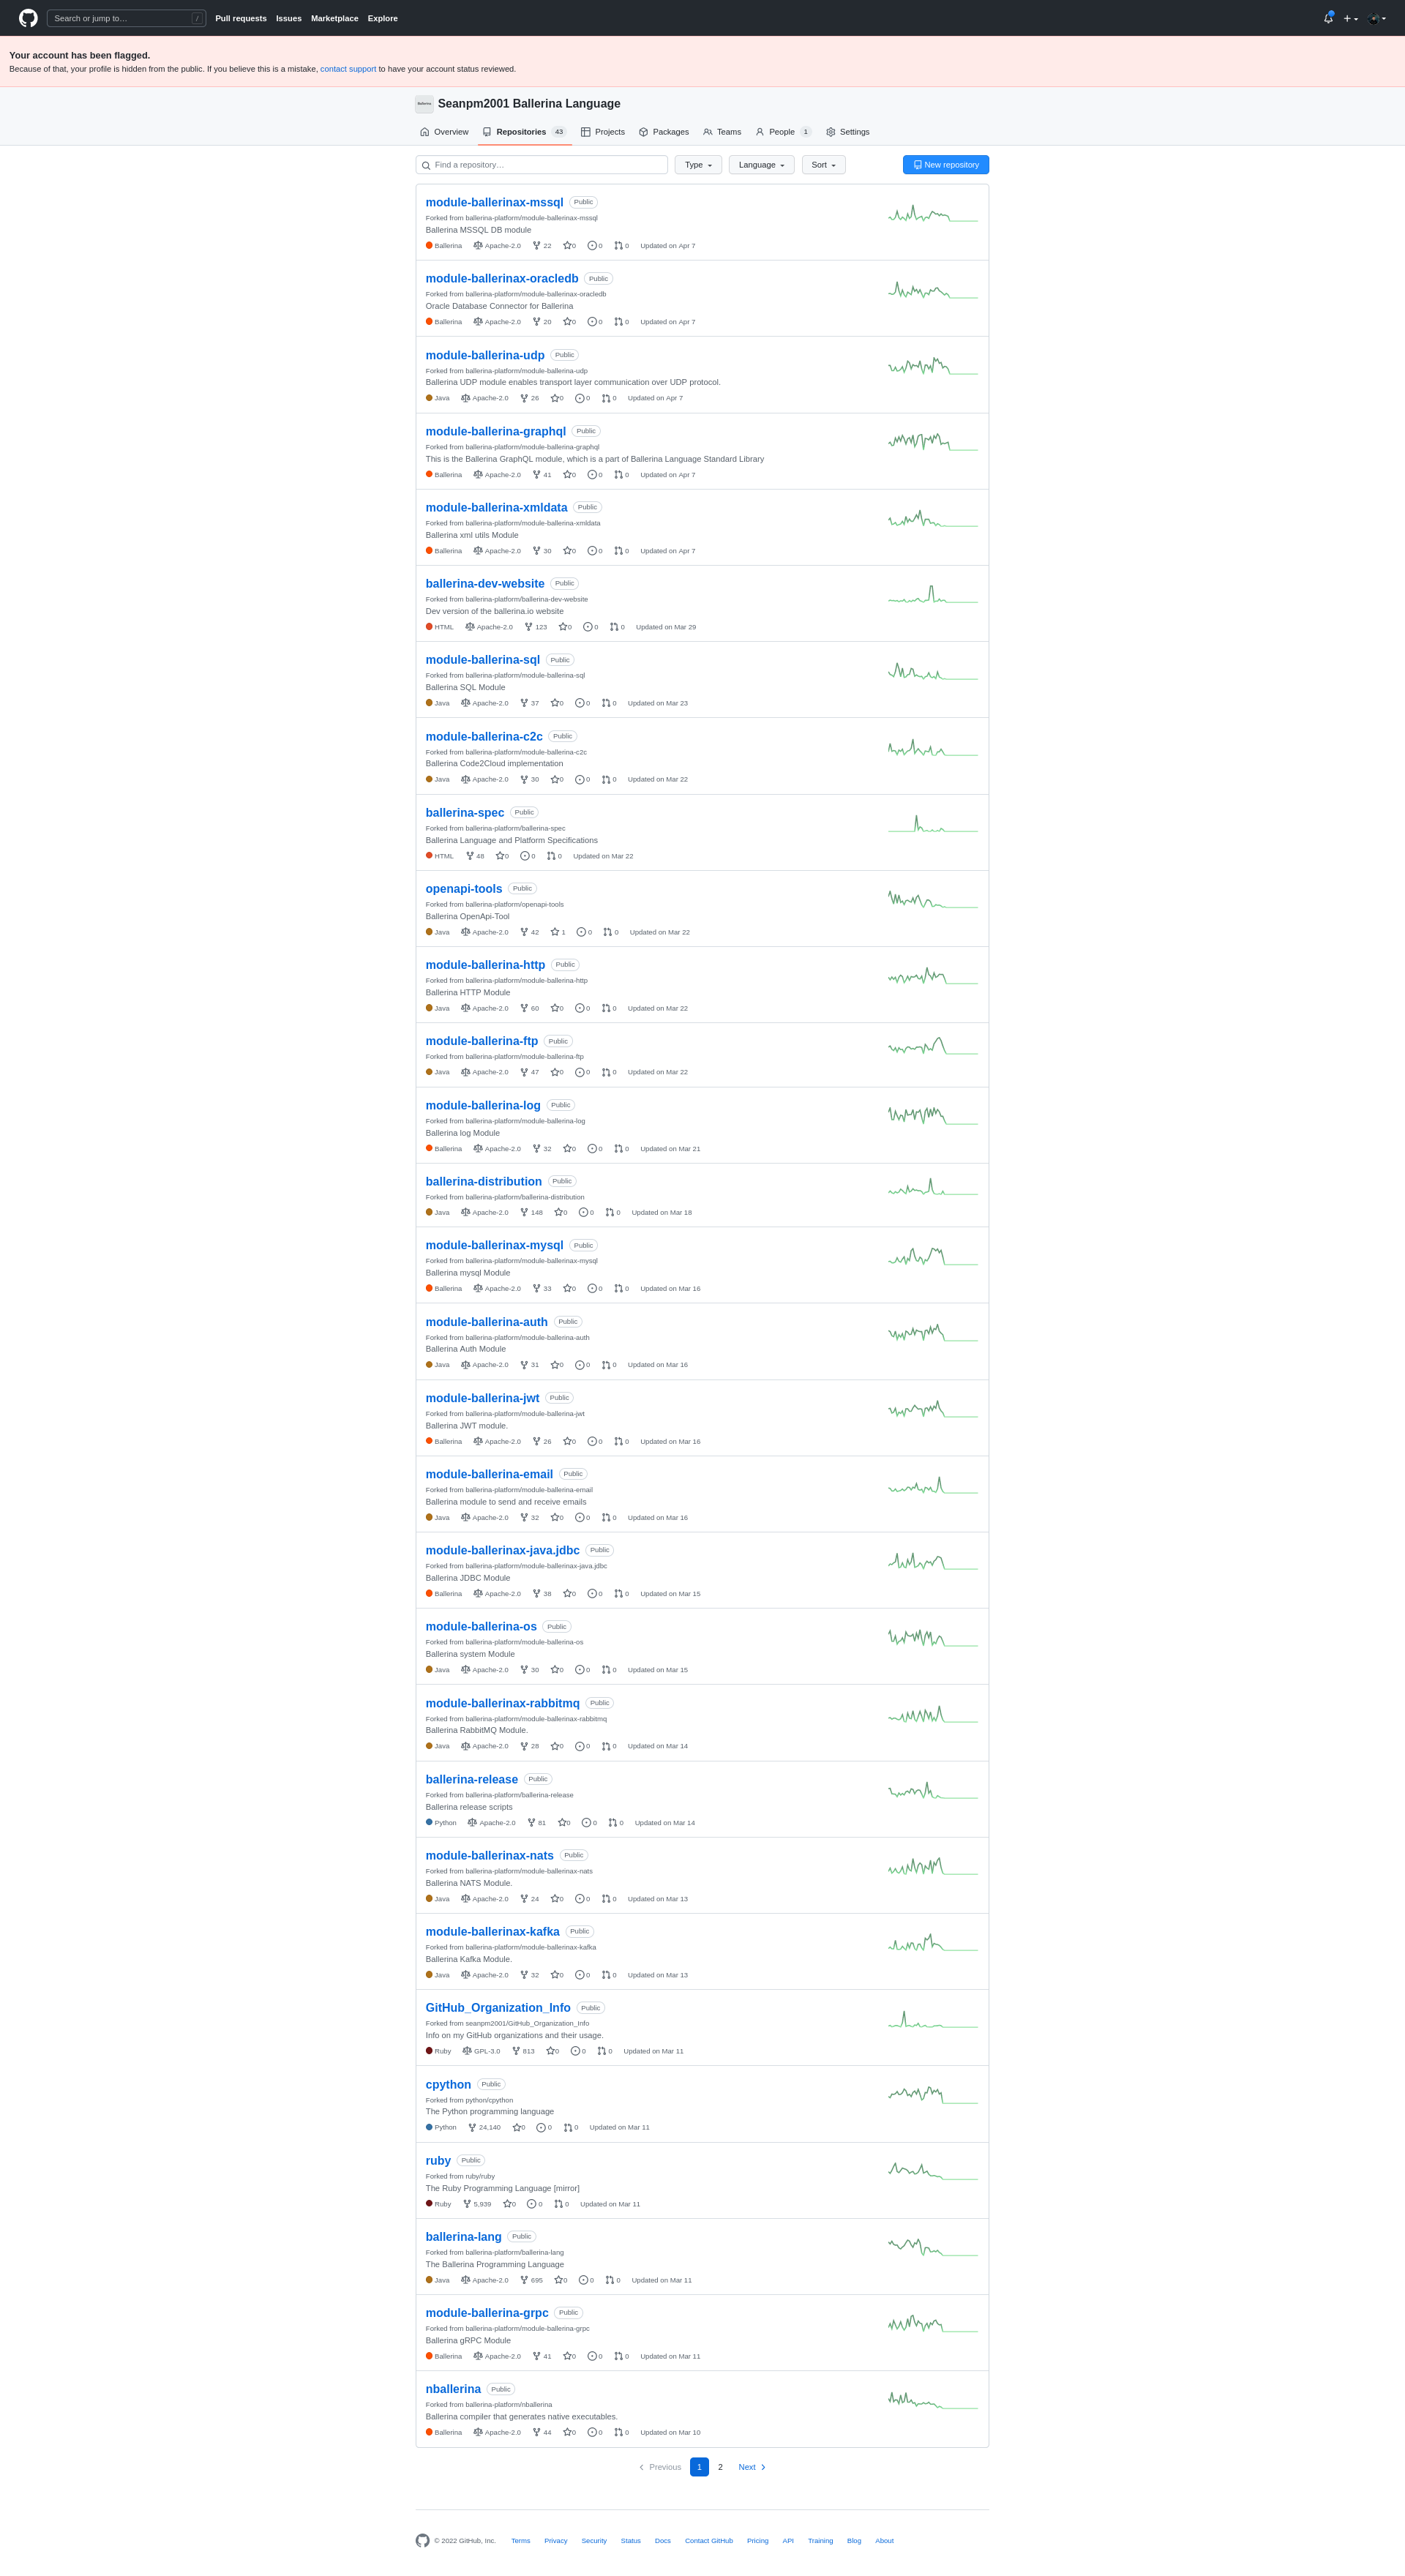 Search or jump to… /
Pull requests Issues Marketplace Explore
Your account has been flagged.
Because of that, your profile is hidden from the public. If you believe this is a mistake, contact support to have your account status reviewed.
Seanpm2001 Ballerina Language
Overview Repositories 43 Projects Packages Teams People 1 Settings
Find a repository… Type Language Sort New repository
module-ballerinax-mssql Public
Forked from ballerina-platform/module-ballerinax-mssql
Ballerina MSSQL DB module
Ballerina Apache-2.0 22 0 0 0 Updated on Apr 7
module-ballerinax-oracledb Public
Forked from ballerina-platform/module-ballerinax-oracledb
Oracle Database Connector for Ballerina
Ballerina Apache-2.0 20 0 0 0 Updated on Apr 7
module-ballerina-udp Public
Forked from ballerina-platform/module-ballerina-udp
Ballerina UDP module enables transport layer communication over UDP protocol.
Java Apache-2.0 26 0 0 0 Updated on Apr 7
module-ballerina-graphql Public
Forked from ballerina-platform/module-ballerina-graphql
This is the Ballerina GraphQL module, which is a part of Ballerina Language Standard Library
Ballerina Apache-2.0 41 0 0 0 Updated on Apr 7
module-ballerina-xmldata Public
Forked from ballerina-platform/module-ballerina-xmldata
Ballerina xml utils Module
Ballerina Apache-2.0 30 0 0 0 Updated on Apr 7
ballerina-dev-website Public
Forked from ballerina-platform/ballerina-dev-website
Dev version of the ballerina.io website
HTML Apache-2.0 123 0 0 0 Updated on Mar 29
module-ballerina-sql Public
Forked from ballerina-platform/module-ballerina-sql
Ballerina SQL Module
Java Apache-2.0 37 0 0 0 Updated on Mar 23
module-ballerina-c2c Public
Forked from ballerina-platform/module-ballerina-c2c
Ballerina Code2Cloud implementation
Java Apache-2.0 30 0 0 0 Updated on Mar 22
ballerina-spec Public
Forked from ballerina-platform/ballerina-spec
Ballerina Language and Platform Specifications
HTML 48 0 0 0 Updated on Mar 22
openapi-tools Public
Forked from ballerina-platform/openapi-tools
Ballerina OpenApi-Tool
Java Apache-2.0 42 1 0 0 Updated on Mar 22
module-ballerina-http Public
Forked from ballerina-platform/module-ballerina-http
Ballerina HTTP Module
Java Apache-2.0 60 0 0 0 Updated on Mar 22
module-ballerina-ftp Public
Forked from ballerina-platform/module-ballerina-ftp
Java Apache-2.0 47 0 0 0 Updated on Mar 22
module-ballerina-log Public
Forked from ballerina-platform/module-ballerina-log
Ballerina log Module
Ballerina Apache-2.0 32 0 0 0 Updated on Mar 21
ballerina-distribution Public
Forked from ballerina-platform/ballerina-distribution
Java Apache-2.0 148 0 0 0 Updated on Mar 18
module-ballerinax-mysql Public
Forked from ballerina-platform/module-ballerinax-mysql
Ballerina mysql Module
Ballerina Apache-2.0 33 0 0 0 Updated on Mar 16
module-ballerina-auth Public
Forked from ballerina-platform/module-ballerina-auth
Ballerina Auth Module
Java Apache-2.0 31 0 0 0 Updated on Mar 16
module-ballerina-jwt Public
Forked from ballerina-platform/module-ballerina-jwt
Ballerina JWT module.
Ballerina Apache-2.0 26 0 0 0 Updated on Mar 16
module-ballerina-email Public
Forked from ballerina-platform/module-ballerina-email
Ballerina module to send and receive emails
Java Apache-2.0 32 0 0 0 Updated on Mar 16
module-ballerinax-java.jdbc Public
Forked from ballerina-platform/module-ballerinax-java.jdbc
Ballerina JDBC Module
Ballerina Apache-2.0 38 0 0 0 Updated on Mar 15
module-ballerina-os Public
Forked from ballerina-platform/module-ballerina-os
Ballerina system Module
Java Apache-2.0 30 0 0 0 Updated on Mar 15
module-ballerinax-rabbitmq Public
Forked from ballerina-platform/module-ballerinax-rabbitmq
Ballerina RabbitMQ Module.
Java Apache-2.0 28 0 0 0 Updated on Mar 14
ballerina-release Public
Forked from ballerina-platform/ballerina-release
Ballerina release scripts
Python Apache-2.0 81 0 0 0 Updated on Mar 14
module-ballerinax-nats Public
Forked from ballerina-platform/module-ballerinax-nats
Ballerina NATS Module.
Java Apache-2.0 24 0 0 0 Updated on Mar 13
module-ballerinax-kafka Public
Forked from ballerina-platform/module-ballerinax-kafka
Ballerina Kafka Module.
Java Apache-2.0 32 0 0 0 Updated on Mar 13
GitHub_Organization_Info Public
Forked from seanpm2001/GitHub_Organization_Info
Info on my GitHub organizations and their usage.
Ruby GPL-3.0 813 0 0 0 Updated on Mar 11
cpython Public
Forked from python/cpython
The Python programming language
Python 24,140 0 0 0 Updated on Mar 11
ruby Public
Forked from ruby/ruby
The Ruby Programming Language [mirror]
Ruby 5,939 0 0 0 Updated on Mar 11
ballerina-lang Public
Forked from ballerina-platform/ballerina-lang
The Ballerina Programming Language
Java Apache-2.0 695 0 0 0 Updated on Mar 11
module-ballerina-grpc Public
Forked from ballerina-platform/module-ballerina-grpc
Ballerina gRPC Module
Ballerina Apache-2.0 41 0 0 0 Updated on Mar 11
nballerina Public
Forked from ballerina-platform/nballerina
Ballerina compiler that generates native executables.
Ballerina Apache-2.0 44 0 0 0 Updated on Mar 10
Previous 1 2 Next
© 2022 GitHub, Inc. Terms Privacy Security Status Docs Contact GitHub Pricing API Training Blog About